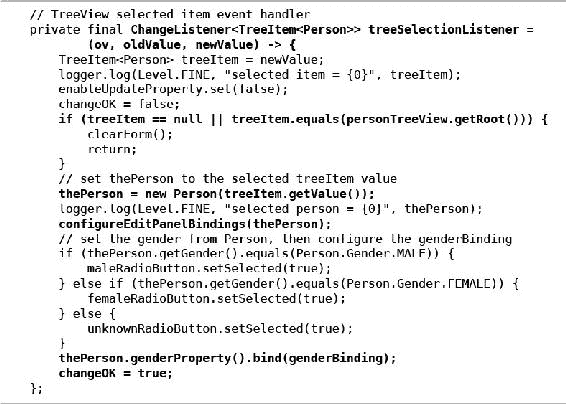 // TreeView selected item event handler
private final ChangeListener<TreeItem<Person>> treeSelectionListener =
(ov, oldValue, newValue) -> {
TreeItem<Person> treeItem = newValue;
logger.log(Level.FINE, "selected item = {0}", treeItem);
enableUpdateProperty.set(false);
changeOK = false;
if (treeItem == null || treeItem.equals(personTreeView.getRoot())) {
clearForm();
return;
}
// set thePerson to the selected treeItem value
thePerson = new Person(treeItem.getValue());
logger.log(Level.FINE, "selected person = {0}", thePerson);
configureEditPanelBindings(thePerson);
// set the gender from Person, then configure the genderBinding
if (thePerson.getGender().equals(Person.Gender.MALE)) {
maleRadioButton.setSelected(true);
} else if (thePerson.getGender().equals(Person.Gender.FEMALE)) {
femaleRadioButton.setSelected(true);
} else {
unknownRadioButton.setSelected(true);
}
thePerson.genderProperty().bind(genderBinding);
changeOK = true;
};